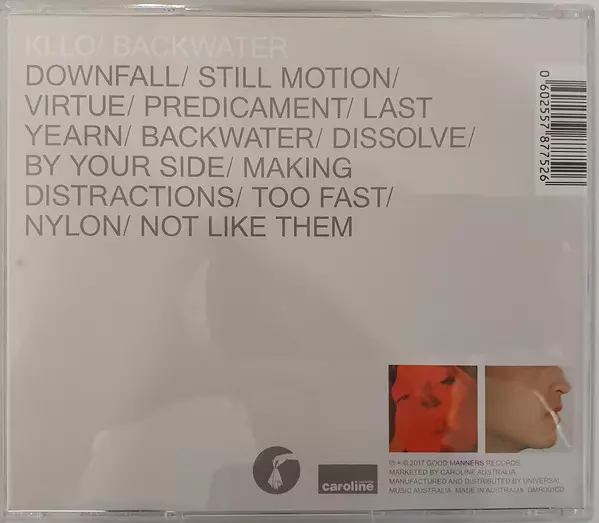 KLLO/ BACKWATER
DOWNFALL/ STILL MOTION/
VIRTUE/ PREDICAMENT/ LAST
YEARN/ BACKWATER/ DISSOLVE/
BY YOUR SIDE/ MAKING
DISTRACTIONS/ TOO FAST/
NYLON/ NOT LIKE THEM
0 602557 877526
℗ + © 2017 GOOD MANNERS RECORDS.
MARKETED BY CAROLINE AUSTRALIA.
MANUFACTURED AND DISTRIBUTED BY UNIVERSAL
MUSIC AUSTRALIA. MADE IN AUSTRALIA.
caroline